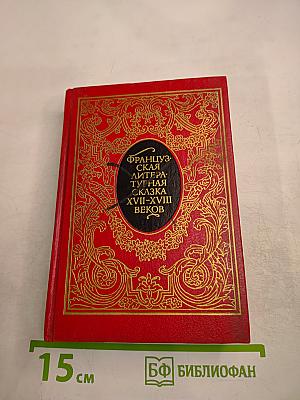 ФРАНЦУЗ-
СКАЯ
ЛИТЕРА-
ТУРНАЯ
СКАЗКА
XVII-XVIII
ВЕКОВ
15 см
БФ БИБЛИОФАН